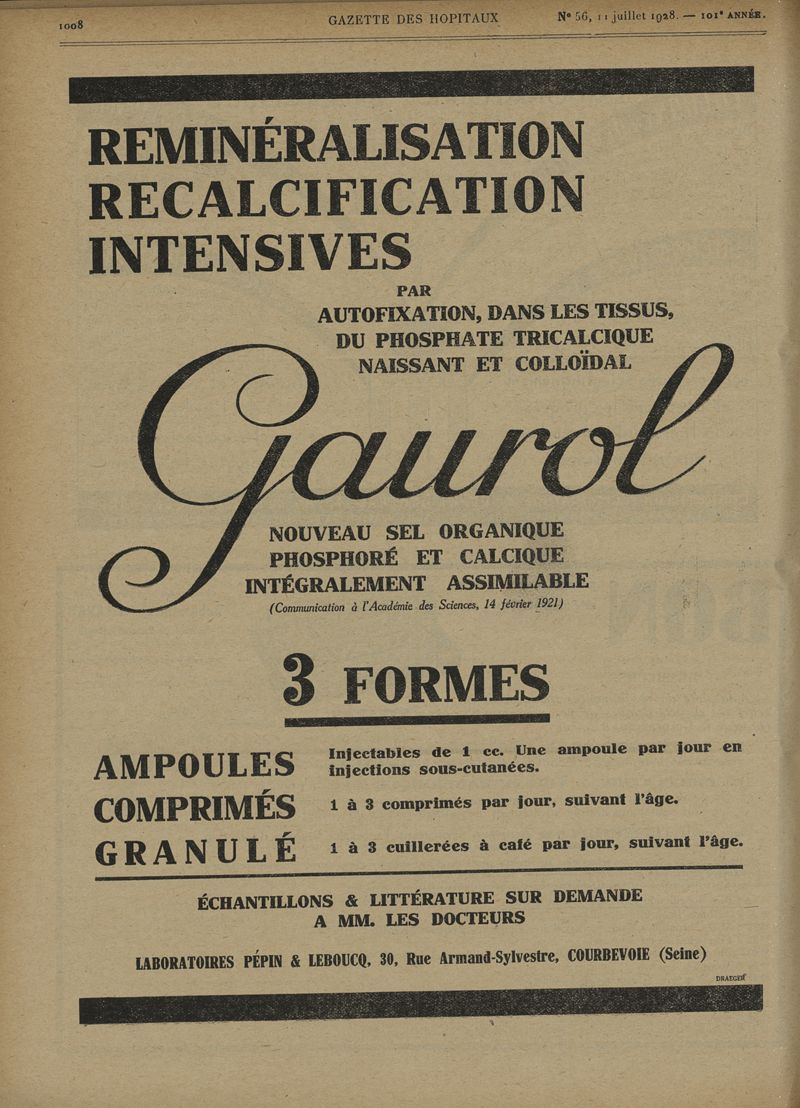 1008
GAZETTE DES HOPITAUX
Nº 56, 11 juillet 1928. — 101e ANNÉE.
REMINÉRALISATION
RECALCIFICATION
INTENSIVES
PAR
AUTOFIXATION, DANS LES TISSUS,
DU PHOSPHATE TRICALCIQUE
NAISSANT ET COLLOÏDAL
Gaurol
NOUVEAU SEL ORGANIQUE
PHOSPHORÉ ET CALCIQUE
INTÉGRALEMENT ASSIMILABLE
(Communication à l'Académie des Sciences, 14 février 1921)
3 FORMES
AMPOULES
Injectables de 1 cc. Une ampoule par jour en
injections sous-cutanées.
COMPRIMÉS
1 à 3 comprimés par jour, suivant l'âge.
GRANULÉ
1 à 3 cuillerées à café par jour, suivant l'âge.
ÉCHANTILLONS & LITTÉRATURE SUR DEMANDE
A MM. LES DOCTEURS
LABORATOIRES PÉPIN & LEBOUCQ, 30, Rue Armand-Sylvestre, COURBEVOIE (Seine)
DRAEGER